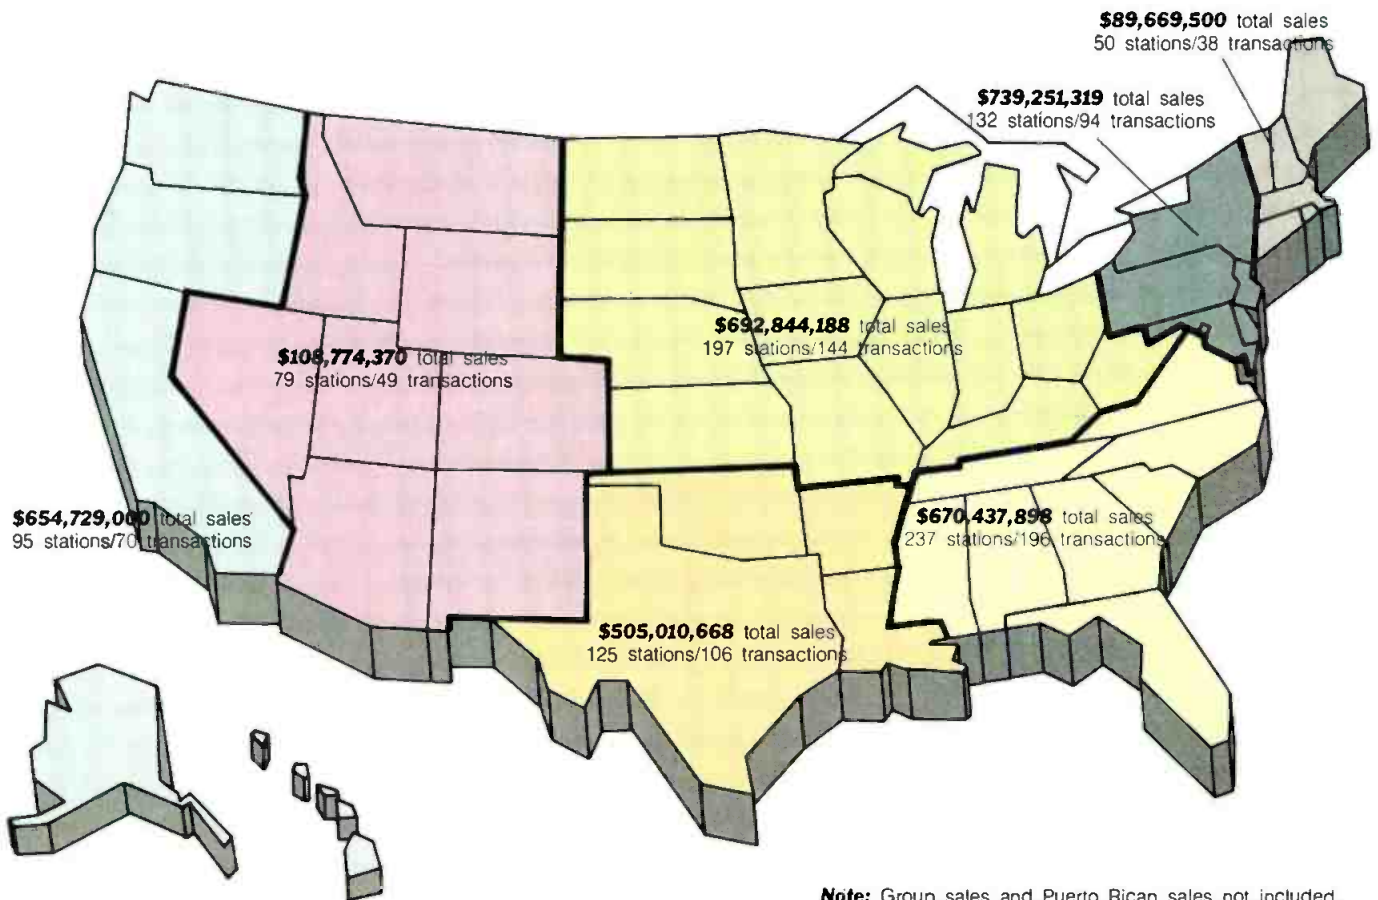 $89,669,500 total sales
50 stations/38 transactions
$739,251,319 total sales
132 stations/94 transactions
$692,844,188 total sales
197 stations/144 transactions
$108,774,370 total sales
79 stations/49 transactions
$654,729,000 total sales
95 stations/70 transactions
$670,437,898 total sales
237 stations/196 transactions
$505,010,668 total sales
125 stations/106 transactions
Note: Group sales and Puerto Rican sales not included.